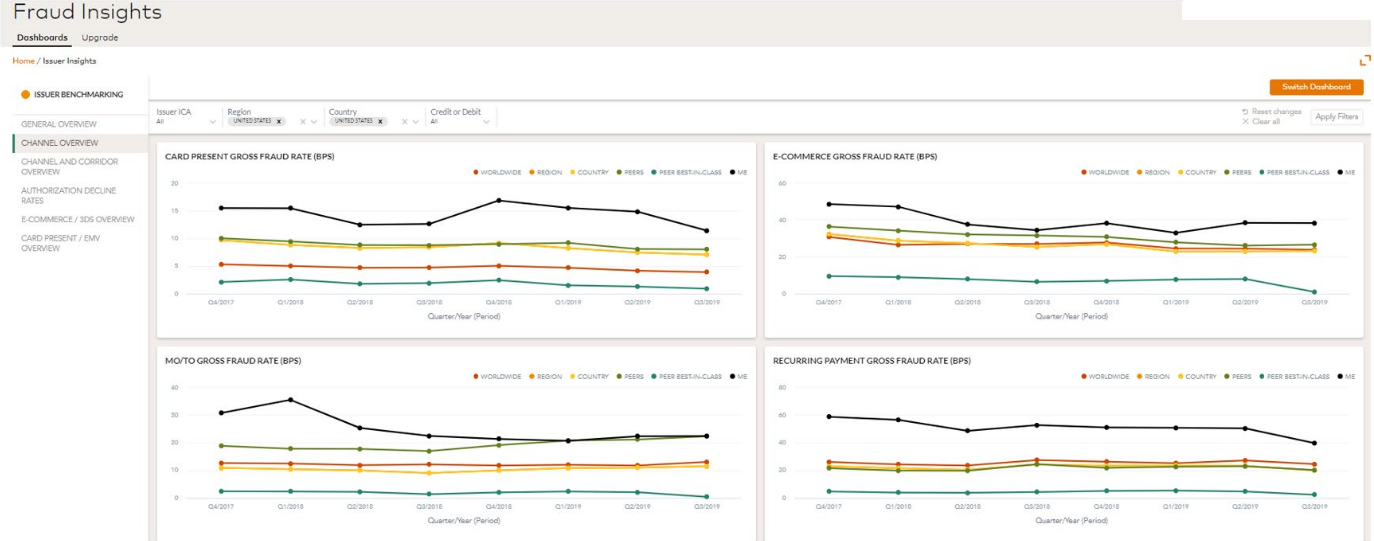 Fraud Insights
Dashboards Upgrade
Home / Issuer Insights
ISSUER BENCHMARKING
Switch Dashboard
Issuer ICA
All
Region
UNITED STATES x
Country
UNITED STATES x
Credit or Debit
All
Reset changes
Clear all
Apply Filters
GENERAL OVERVIEW
CHANNEL OVERVIEW
CHANNEL AND CORRIDOR
OVERVIEW
AUTHORIZATION DECLINE
RATES
E-COMMERCE / 3DS OVERVIEW
CARD PRESENT / EMV
OVERVIEW
CARD PRESENT GROSS FRAUD RATE (BPS)
WORLDWIDE REGION COUNTRY PEERS PEER BEST-IN-CLASS ME
20
15
10
5
0
Q4/2017 Q1/2018 Q2/2018 Q3/2018 Q4/2018 Q1/2019 Q2/2019 Q3/2019
Quarter/Year (Period)
E-COMMERCE GROSS FRAUD RATE (BPS)
WORLDWIDE REGION COUNTRY PEERS PEER BEST-IN-CLASS ME
60
40
20
0
Q4/2017 Q1/2018 Q2/2018 Q3/2018 Q4/2018 Q1/2019 Q2/2019 Q3/2019
Quarter/Year (Period)
MO/TO GROSS FRAUD RATE (BPS)
WORLDWIDE REGION COUNTRY PEERS PEER BEST-IN-CLASS ME
40
30
20
10
0
Q4/2017 Q1/2018 Q2/2018 Q3/2018 Q4/2018 Q1/2019 Q2/2019 Q3/2019
Quarter/Year (Period)
RECURRING PAYMENT GROSS FRAUD RATE (BPS)
WORLDWIDE REGION COUNTRY PEERS PEER BEST-IN-CLASS ME
80
60
40
20
0
Q4/2017 Q1/2018 Q2/2018 Q3/2018 Q4/2018 Q1/2019 Q2/2019 Q3/2019
Quarter/Year (Period)